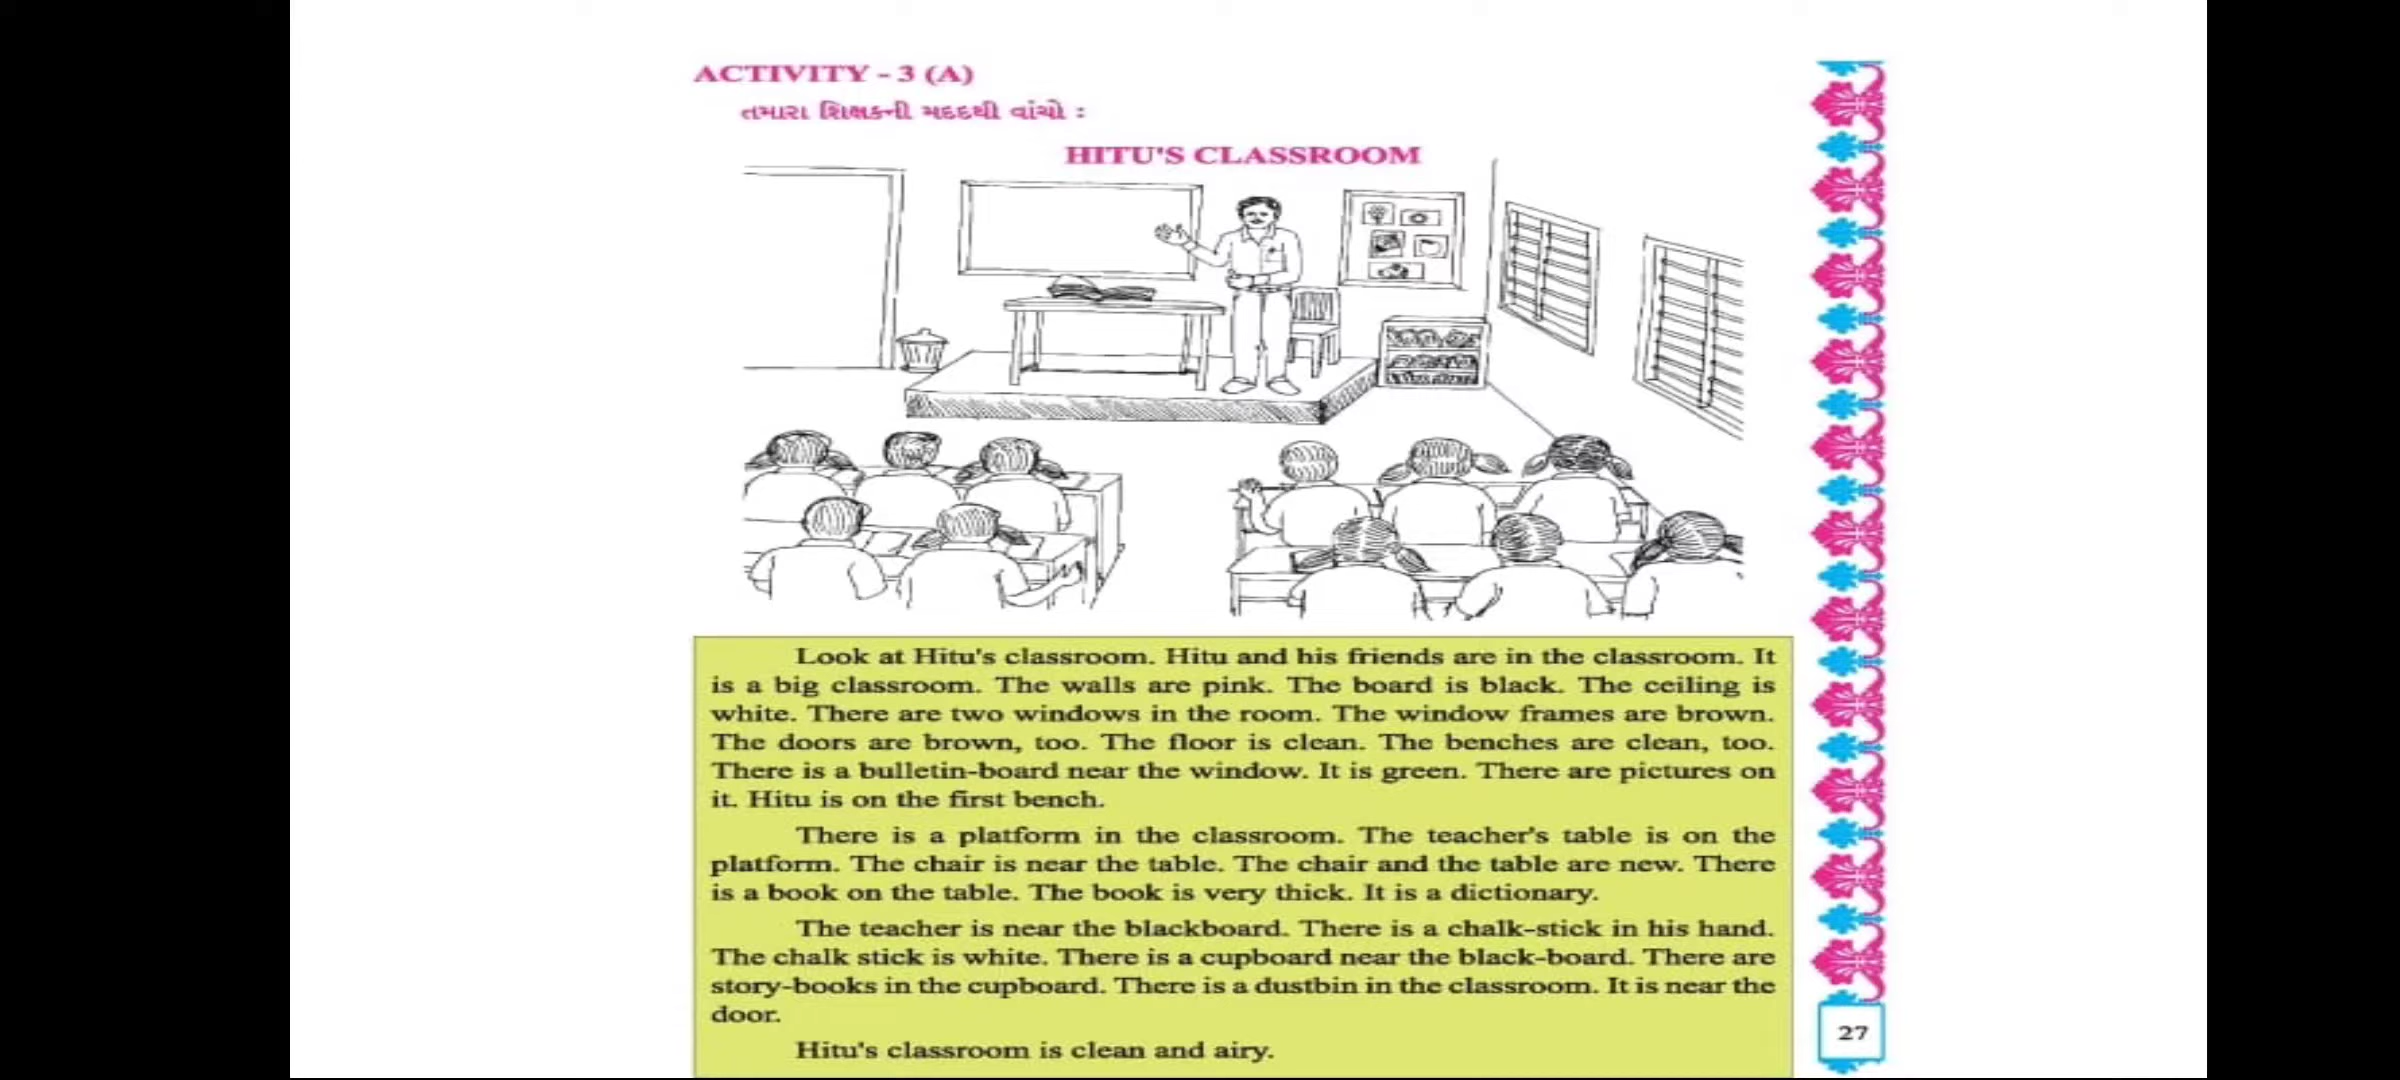 ACTIVITY - 3 (A)
તમારા શિક્ષકની મદદથી વાંચો :
HITU'S CLASSROOM
Look at Hitu's classroom. Hitu and his friends are in the classroom. It
is a big classroom. The walls are pink. The board is black. The ceiling is
white. There are two windows in the room. The window frames are brown.
The doors are brown, too. The floor is clean. The benches are clean, too.
There is a bulletin-board near the window. It is green. There are pictures on
it. Hitu is on the first bench.
There is a platform in the classroom. The teacher's table is on the
platform. The chair is near the table. The chair and the table are new. There
is a book on the table. The book is very thick. It is a dictionary.
The teacher is near the blackboard. There is a chalk-stick in his hand.
The chalk stick is white. There is a cupboard near the black-board. There are
story-books in the cupboard. There is a dustbin in the classroom. It is near the
door.
Hitu's classroom is clean and airy.
27